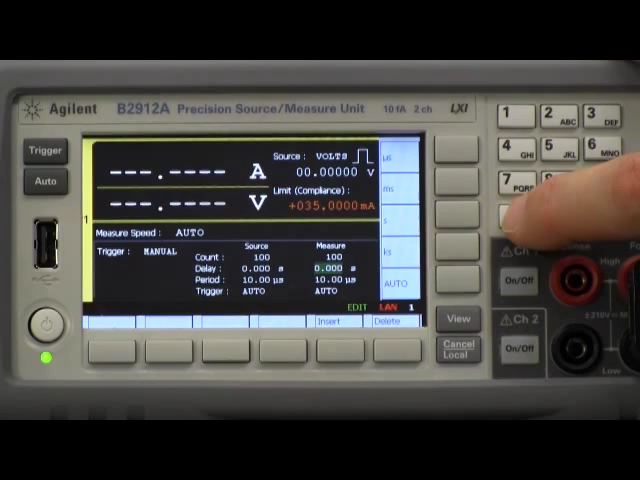 Agilent B2912A Precision Source/Measure Unit 10 fA 2 ch LXI
Trigger
Auto
1
2 ABC
3 DEF
4 GHI
5 JKL
6 MNO
7 PQRS
---.---- A
Source : VOLTS
00.00000 V
---.---- V
Limit (Compliance) :
+035.0000mA
1
Measure Speed : AUTO
Trigger : MANUAL
Source Measure
Count : 100 100
Delay : 0.000 s 0.000 s
Period : 10.00 µs 10.00 µs
Trigger : AUTO AUTO
EDIT LAN 1
Insert Delete
µs
ms
s
ks
AUTO
View
Cancel
Local
On/Off
Ch 2
On/Off
High
± 210V
Low